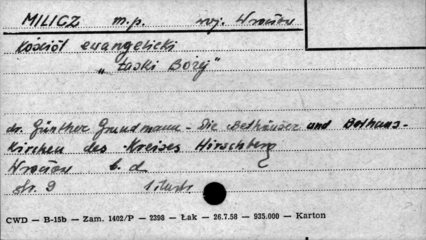 MILICZ m.p. woj. Wrocław
Kościół ewangelicki
"Łaski Bożej"
dr. Günther Grundmann - Die Bethäuser und Bethaus-
kirchen des Kreises Hirschberg
Wrocław b.d.
str. 9 1 ilustr.
CWD — B-15b — Zam. 1402/P — 2398 — Łak — 26.7.58 — 935.000 — Karton